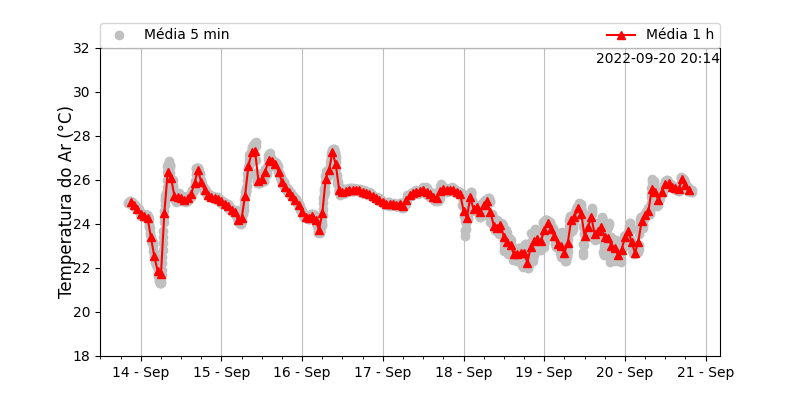 Média 5 min
Média 1 h
2022-09-20 20:14
Temperatura do Ar (°C)
32
30
28
26
24
22
20
18
14 - Sep
15 - Sep
16 - Sep
17 - Sep
18 - Sep
19 - Sep
20 - Sep
21 - Sep